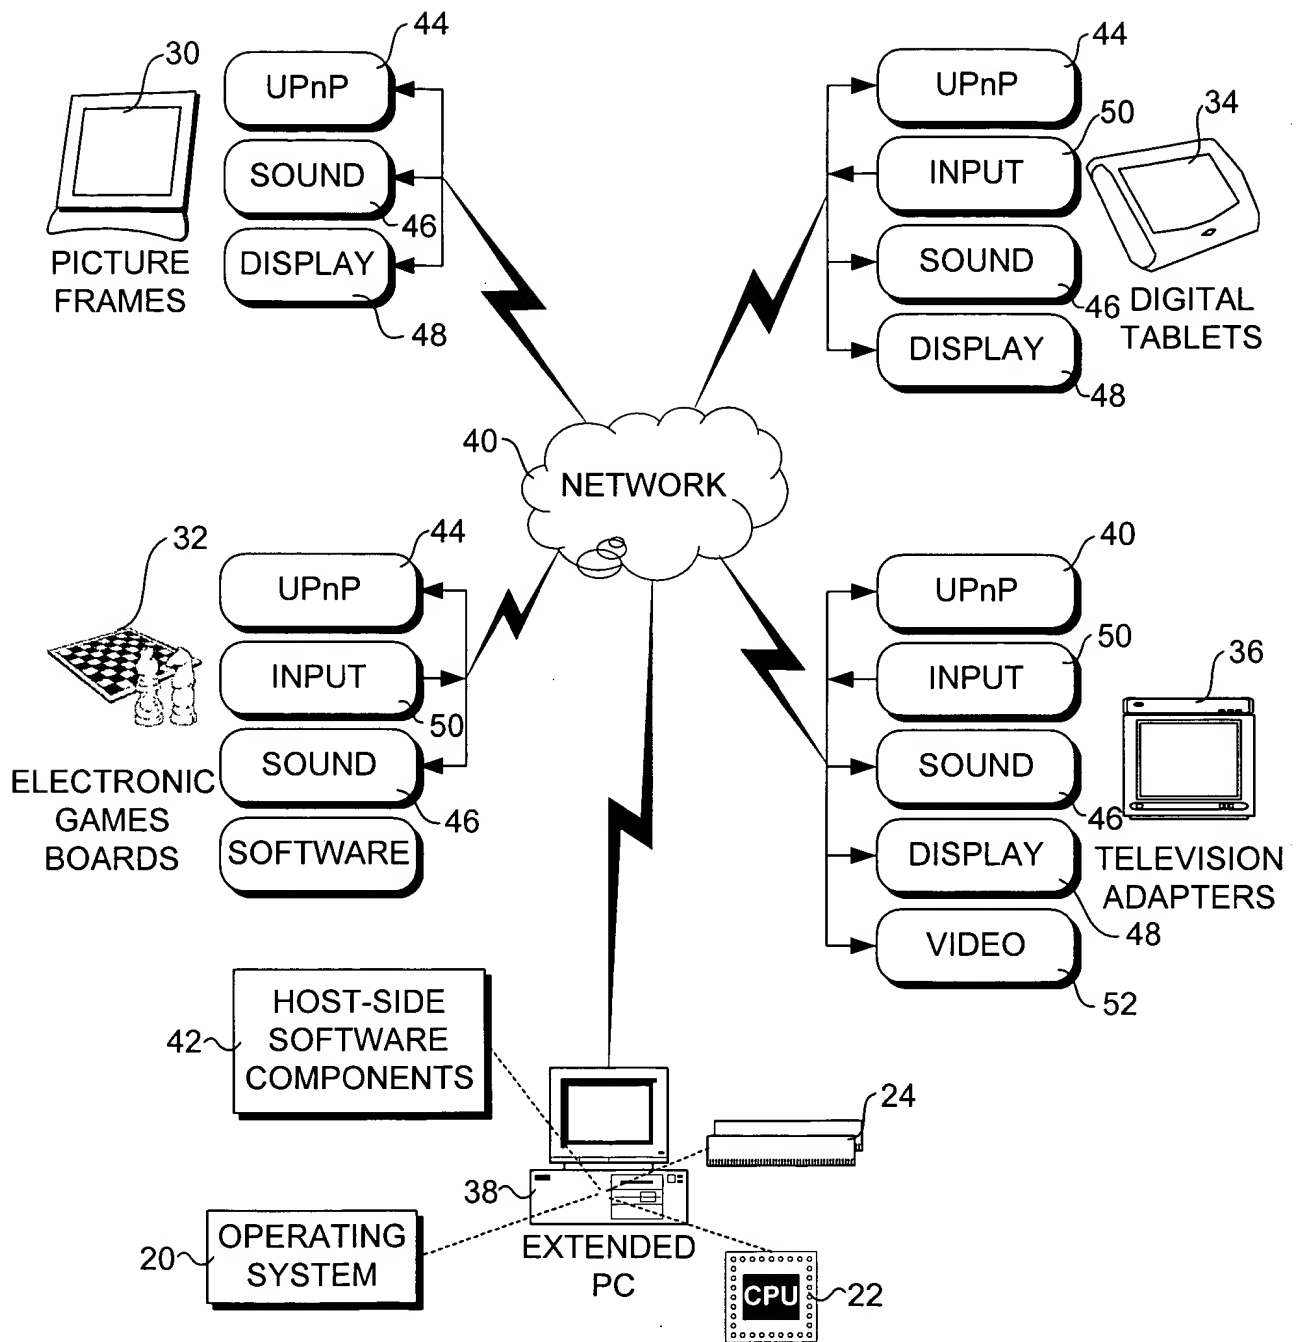 30
44
UPnP
SOUND
46
DISPLAY
48
PICTURE
FRAMES
44
UPnP
50
34
INPUT
SOUND
46
DISPLAY
48
DIGITAL
TABLETS
40
NETWORK
32
44
UPnP
INPUT
50
SOUND
46
SOFTWARE
ELECTRONIC
GAMES
BOARDS
40
UPnP
50
INPUT
36
SOUND
46
DISPLAY
48
VIDEO
52
TELEVISION
ADAPTERS
HOST-SIDE
SOFTWARE
COMPONENTS
42
24
38
EXTENDED
PC
OPERATING
SYSTEM
20
CPU
22